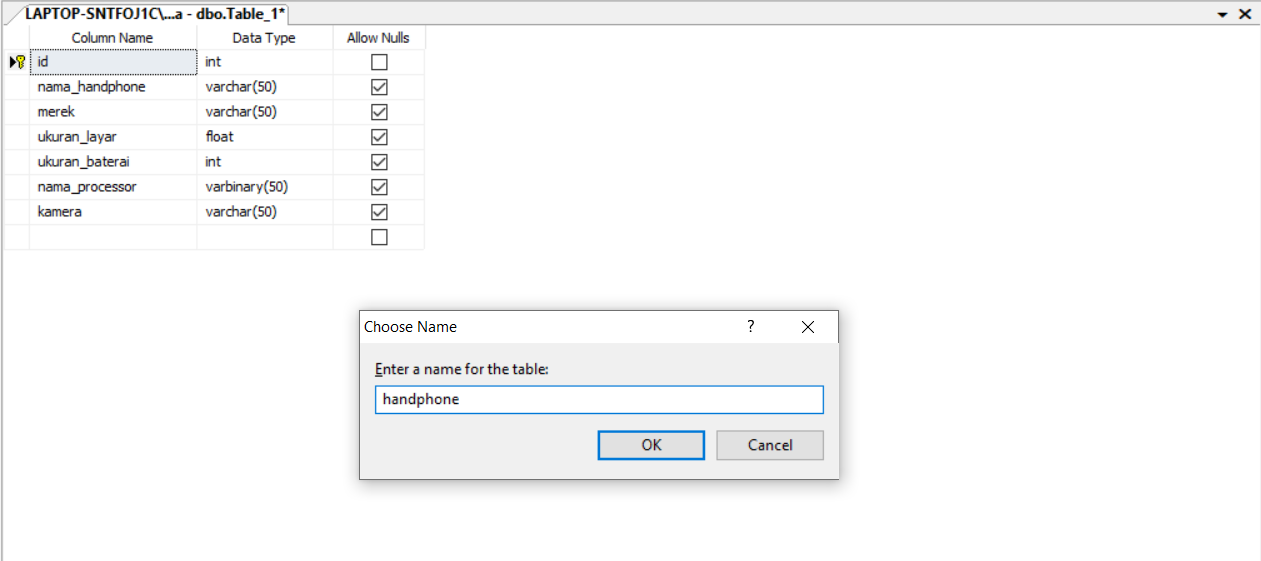 LAPTOP-SNTFOJ1C\...a - dbo.Table_1*
Column Name Data Type Allow Nulls
id int
nama_handphone varchar(50)
merek varchar(50)
ukuran_layar float
ukuran_baterai int
nama_processor varbinary(50)
kamera varchar(50)
Choose Name ?
Enter a name for the table:
handphone
OK Cancel